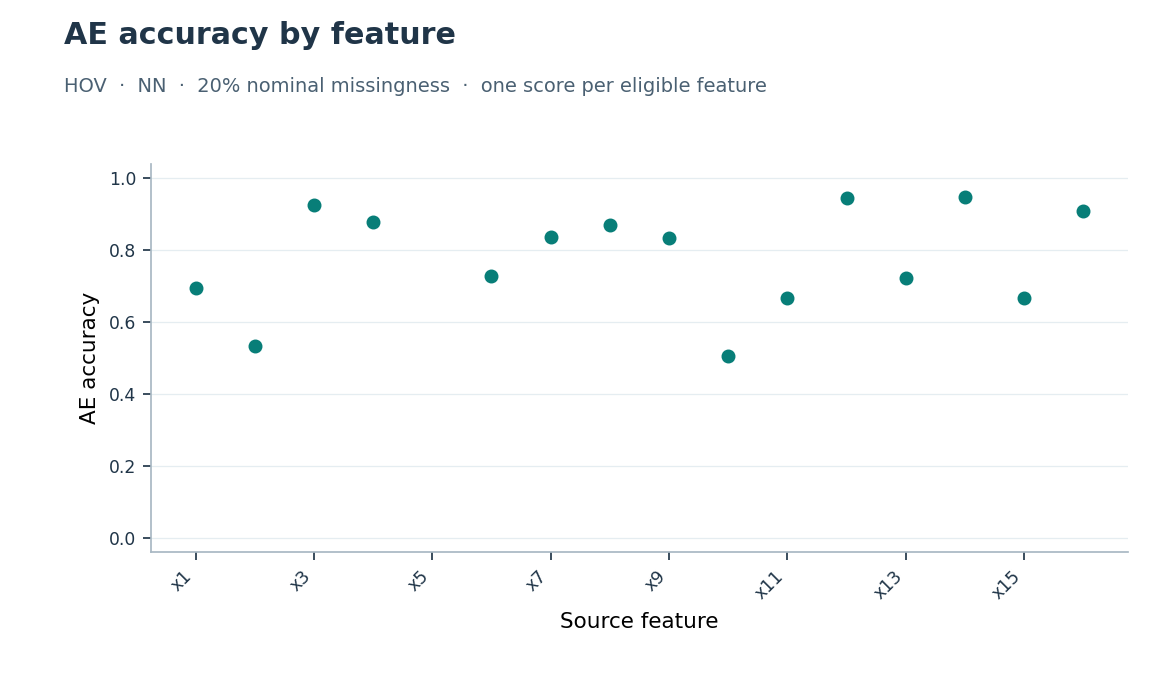 AE accuracy by feature
HOV · NN · 20% nominal missingness · one score per eligible feature
1.0
0.8
0.6
0.4
0.2
0.0
AE accuracy
x1 x3 x5 x7 x9 x11 x13 x15
Source feature